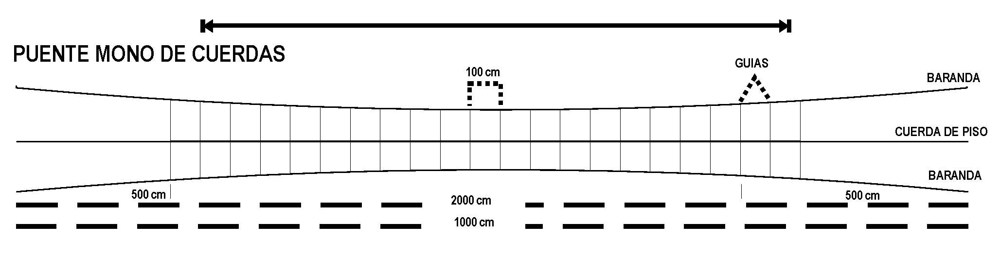 PUENTE MONO DE CUERDAS
GUIAS
100 cm
BARANDA
CUERDA DE PISO
BARANDA
500 cm
2000 cm
500 cm
1000 cm